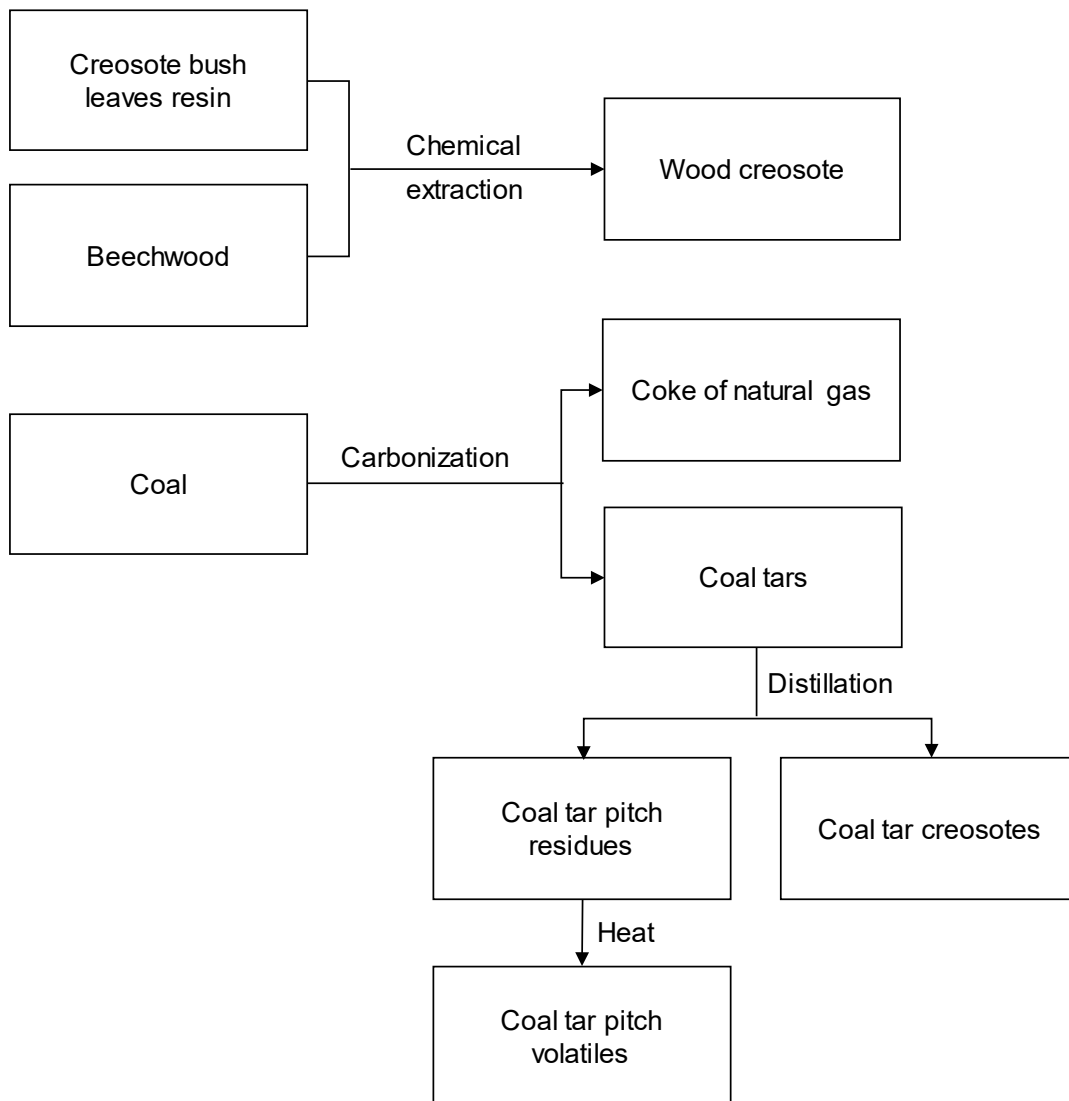 Creosote bush
leaves resin
Chemical
extraction
Wood creosote
Beechwood
Coke of natural gas
Carbonization
Coal
Coal tars
Distillation
Coal tar pitch
residues
Coal tar creosotes
Heat
Coal tar pitch
volatiles